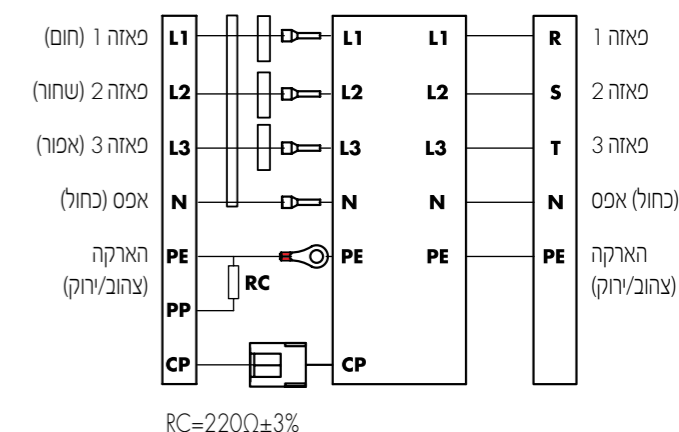 פאזה 1 (חום) L1 L1 L1 R פאזה 1
פאזה 2 (שחור) L2 L2 L2 S פאזה 2
פאזה 3 (אפור) L3 L3 L3 T פאזה 3
אפס (כחול) N N N N אפס (כחול)
הארקה PE PE PE PE הארקה
(צהוב/ירוק) RC (צהוב/ירוק)
PP
CP CP
RC=220Ω±3%